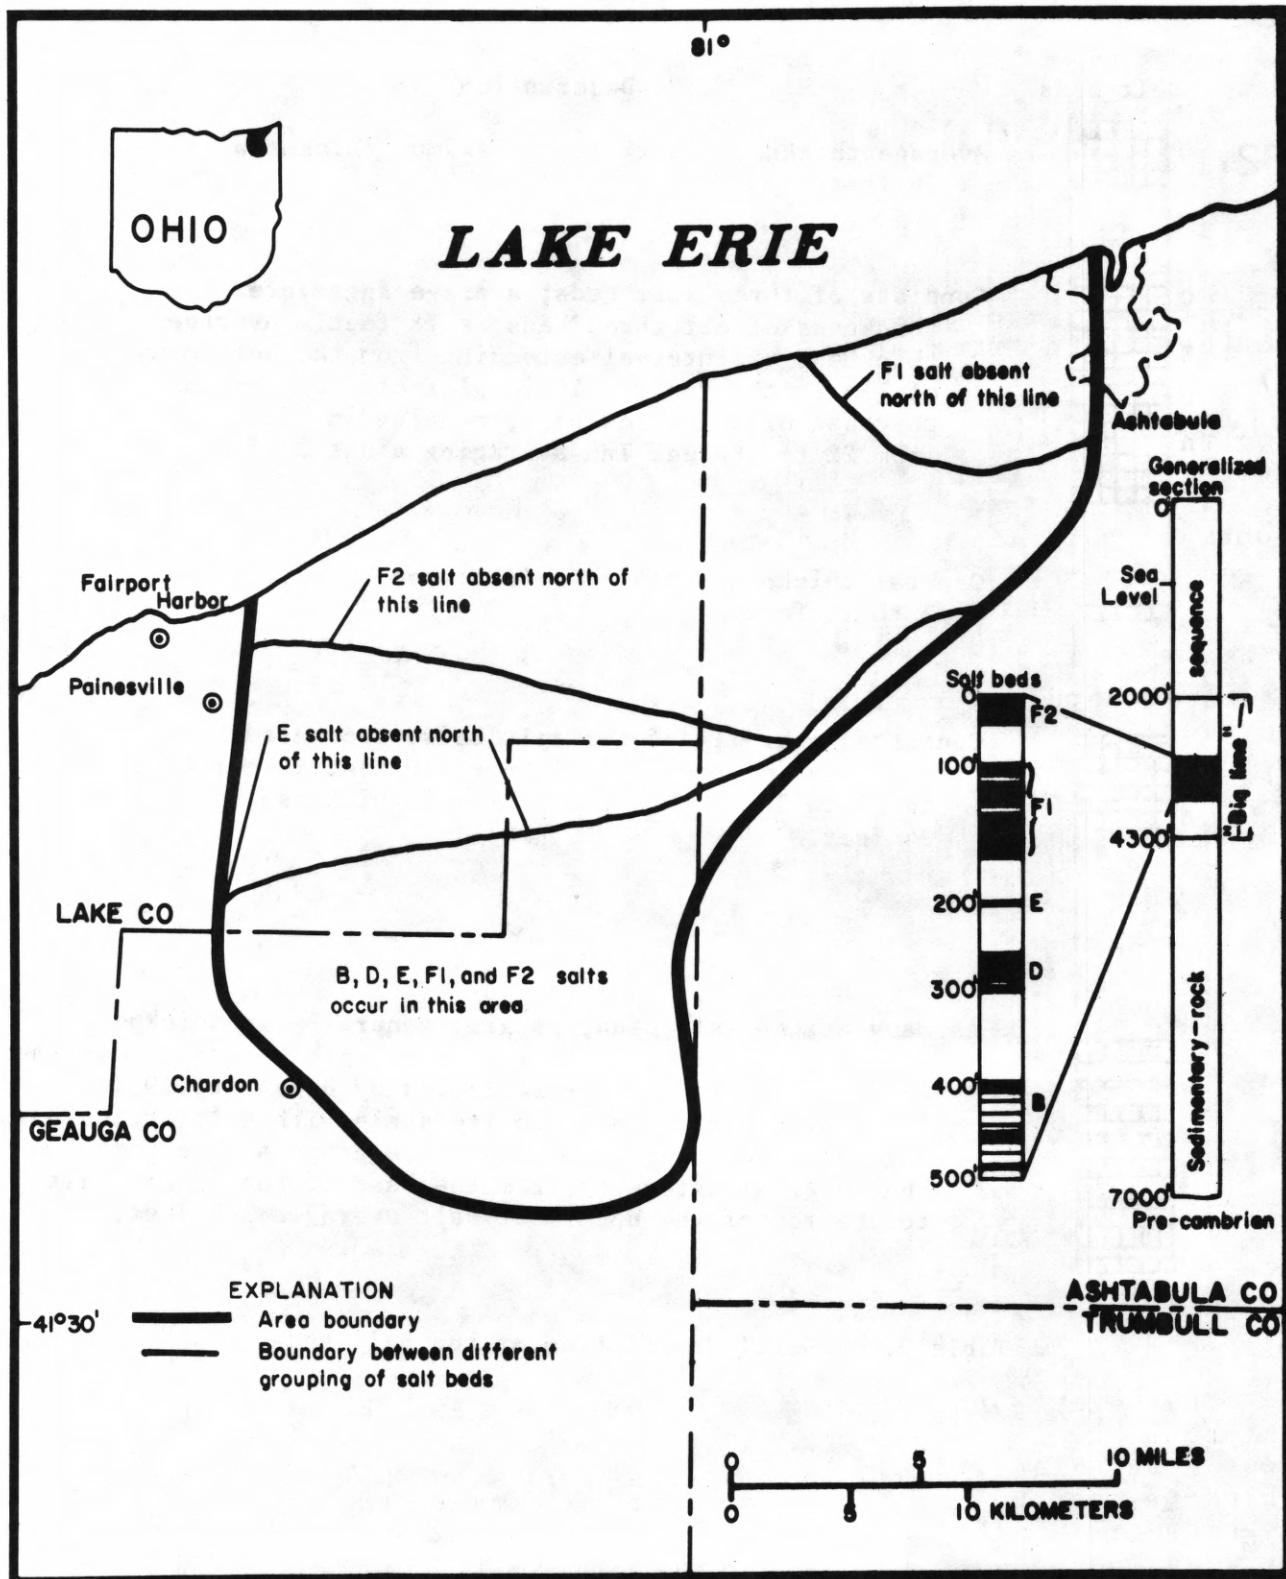 81°
OHIO
LAKE ERIE
F1 salt absent
north of this line
Ashtabula
Generalized
section
0'
Fairport
Harbor
F2 salt absent north of
this line
Sea
Level
sequence
Painesville
Salt beds
0'
F2
2000'
E salt absent north
of this line
100'
F1
"Big lime"
4300'
200'
E
LAKE CO
B, D, E, F1, and F2 salts
occur in this area
D
300'
Chardon
400'
B
GEAUGA CO
Sedimentery-rock
500'
7000'
Pre-cambrien
EXPLANATION
Area boundary
Boundary between different
grouping of salt beds
41°30'
ASHTABULA CO
TRUMBULL CO
0 5 10 MILES
0 5 10 KILOMETERS